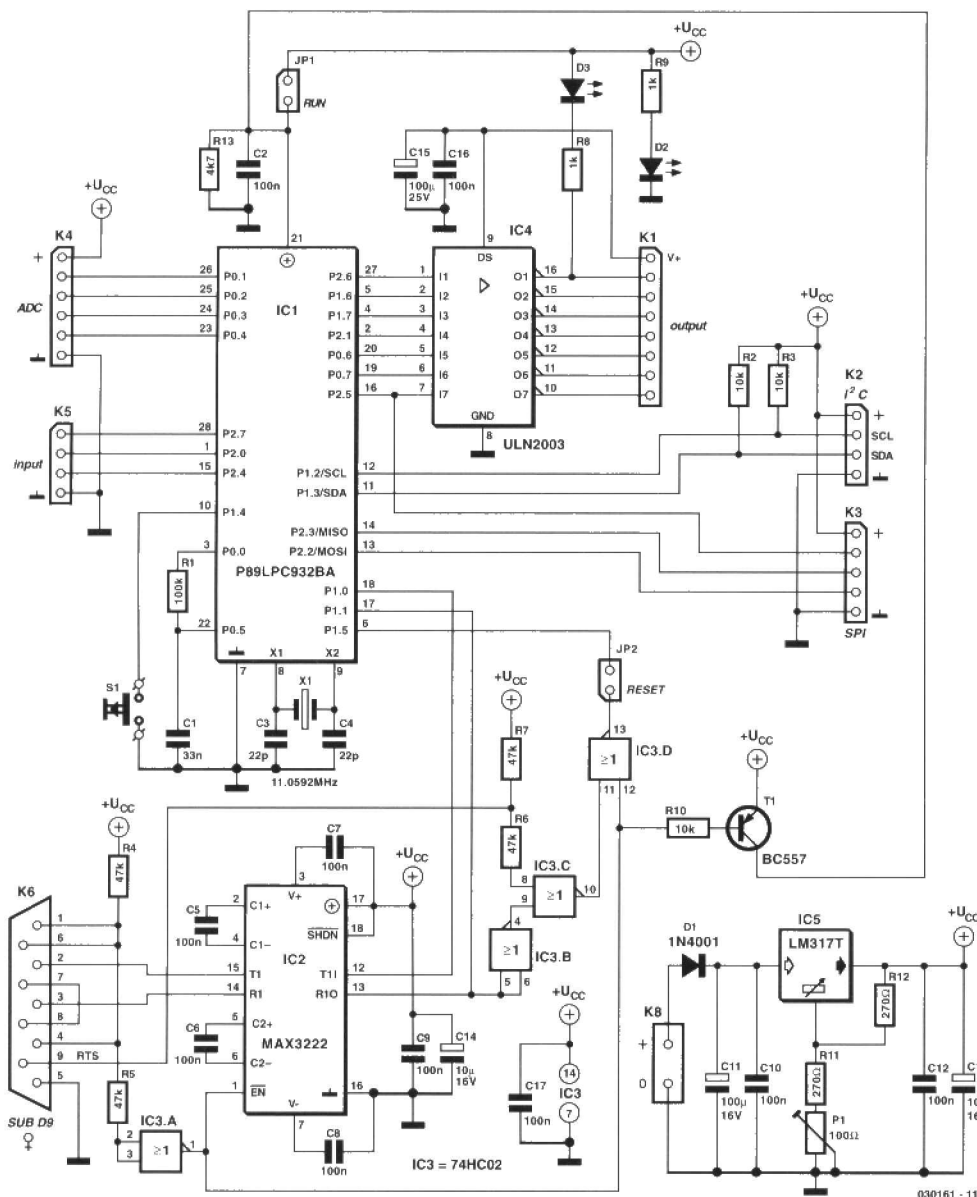 +UCC
JP1
RUN
D3
R9
1k
R13
4k7
C2
100n
C15
100µ
25V
C16
100n
R8
1k
D2
+UCC
K4
+
ADC
21
IC4
9
DS
K1
V+
output
26 P0.1
25 P0.2
24 P0.3
23 P0.4
IC1
P2.6 27
P1.6 5
P1.7 4
P2.1 2
P0.6 20
P0.7 19
P2.5 16
1 I1
2 I2
3 I3
4 I4
5 I5
6 I6
7 I7
O1 16
O2 15
O3 14
O4 13
O5 12
O6 11
O7 10
GND
8
ULN2003
+UCC
R2
10k
R3
10k
K2
I²C
+
SCL
SDA
K5
input
28 P2.7
1 P2.0
15 P2.4
10 P1.4
3 P0.0
22 P0.5
P1.2/SCL 12
P1.3/SDA 11
P2.3/MISO 14
P2.2/MOSI 13
P89LPC932BA
P1.0 18
P1.1 17
P1.5 6
K3
+
SPI
R1
100k
X1
8
X2
9
7
X1
S1
C1
33n
C3
22p
C4
22p
11.0592MHz
JP2
RESET
+UCC
R7
47k
13
≥1
IC3.D
11 12
+UCC
T1
R10
10k
BC557
R6
47k
IC3.C
8
9
≥1
10
4
≥1
IC3.B
5 6
+UCC
R4
47k
K6
1
6
2
7
3
8
4
9
5
RTS
R5
47k
SUB D9
♀
IC3.A
2
3
≥1
1
C7
100n
+UCC
3
V+
C5
100n
2 C1+
4 C1–
IC2
17
SHDN 18
15 T1
14 R1
T1I 12
R1O 13
C6
100n
5 C2+
6 C2–
MAX3222
1 EN
16
V-
7
C8
100n
C9
100n
C14
10µ
16V
+UCC
C17
100n
14
IC3
7
IC3 = 74HC02
D1
1N4001
IC5
LM317T
+UCC
R12
270Ω
K8
+
0
C11
100µ
16V
C10
100n
R11
270Ω
P1
100Ω
C12
100n
030161 - 11